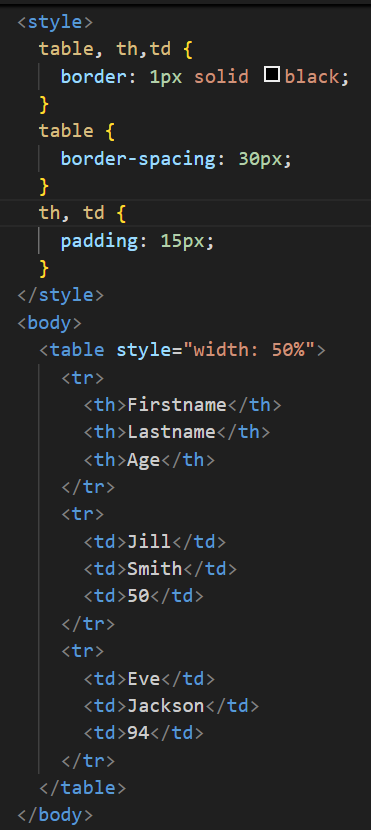 <style>
table, th,td {
border: 1px solid black;
}
table {
border-spacing: 30px;
}
th, td {
padding: 15px;
}
</style>
<body>
<table style="width: 50%">
<tr>
<th>Firstname</th>
<th>Lastname</th>
<th>Age</th>
</tr>
<tr>
<td>Jill</td>
<td>Smith</td>
<td>50</td>
</tr>
<tr>
<td>Eve</td>
<td>Jackson</td>
<td>94</td>
</tr>
</table>
</body>